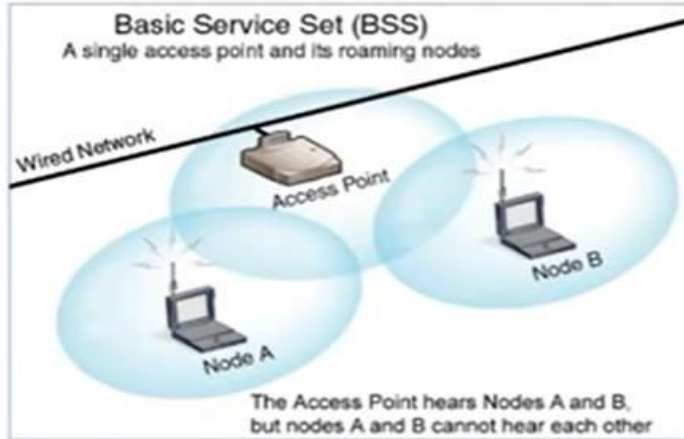 Basic Service Set (BSS)
A single access point and its roaming nodes
Wired Network
Access Point
Node B
Node A
The Access Point hears Nodes A and B,
but nodes A and B cannot hear each other